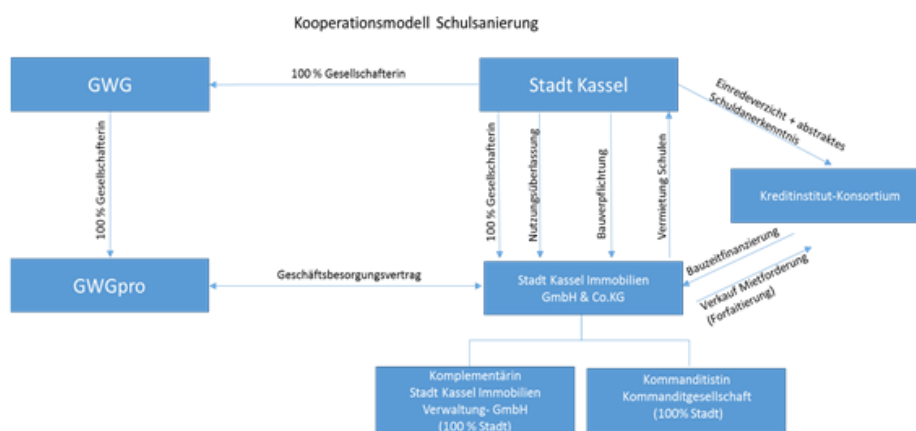 Kooperationsmodell Schulsanierung
GWG
100 % Gesellschafterin
Stadt Kassel
Einredeverzicht + abstraktes
Schuldanerkenntnis
100 % Gesellschafterin
100 % Gesellschafterin
Nutzungsüberlassung
Bauverpflichtung
Vermietung Schulen
Kreditinstitut-Konsortium
GWGpro
Geschäftsbesorgungsvertrag
Stadt Kassel Immobilien
GmbH & Co.KG
Bauzeitfinanzierung
Verkauf Mietforderung
(Forfaitierung)
Komplementärin
Stadt Kassel Immobilien
Verwaltung- GmbH
(100 % Stadt)
Kommanditistin
Kommanditgesellschaft
(100% Stadt)